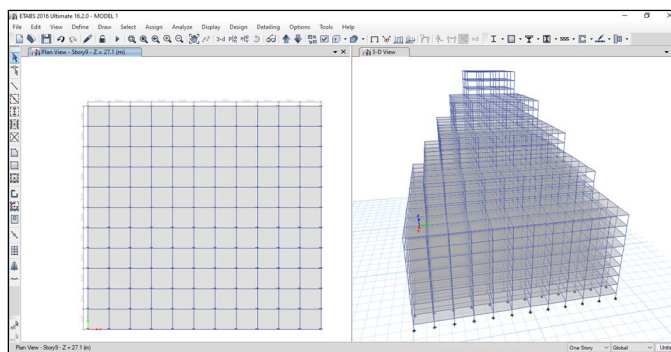 ETABS 2016 Ultimate 16.2.0 - MODEL 1
File Edit View Define Draw Select Assign Analyze Display Design Detailing Options Tools Help
Plan View - Story9 - Z = 27.1 (m)
3-D View
Plan View - Story9 - Z = 27.1 (m)
One Story
Global
Units